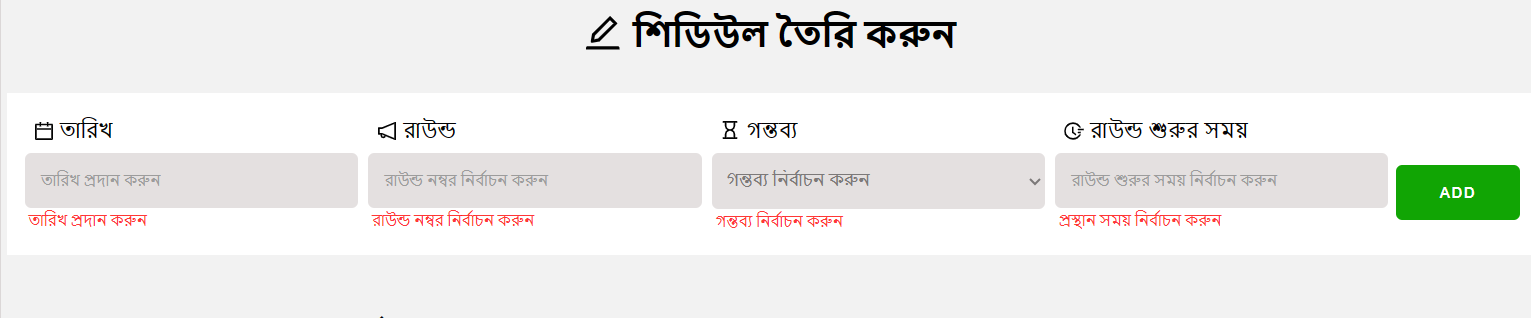 শিডিউল তৈরি করুন
তারিখ রাউন্ড গন্তব্য রাউন্ড শুরুর সময়
তারিখ প্রদান করুন রাউন্ড নম্বর নির্বাচন করুন গন্তব্য নির্বাচন করুন রাউন্ড শুরুর সময় নির্বাচন করুন ADD
তারিখ প্রদান করুন রাউন্ড নম্বর নির্বাচন করুন গন্তব্য নির্বাচন করুন প্রস্থান সময় নির্বাচন করুন